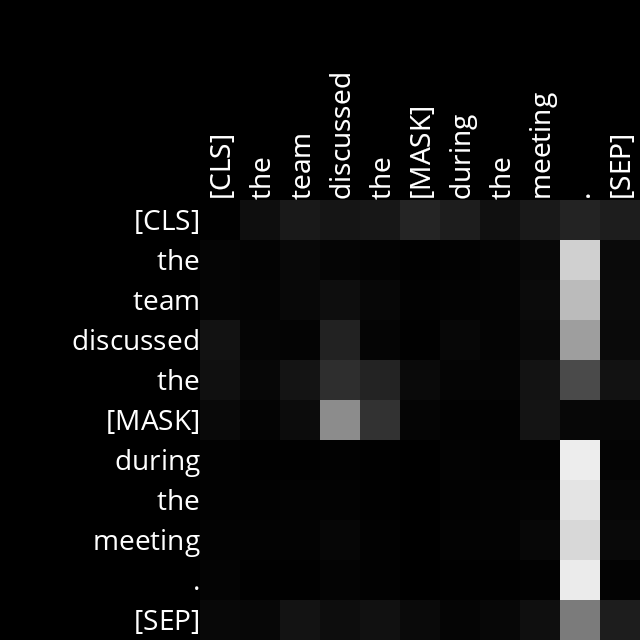 [CLS] the team discussed the [MASK] during the meeting . [SEP]
[CLS]
the
team
discussed
the
[MASK]
during
the
meeting
.
[SEP]